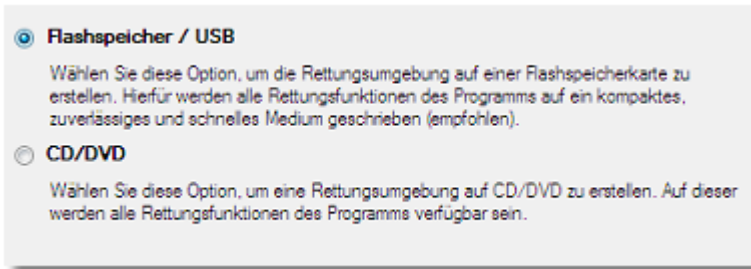 Flashspeicher / USB
Wählen Sie diese Option, um die Rettungsumgebung auf einer Flashspeicherkarte zu
erstellen. Hierfür werden alle Rettungsfunktionen des Programms auf ein kompaktes,
zuverlässiges und schnelles Medium geschrieben (empfohlen).
CD/DVD
Wählen Sie diese Option, um eine Rettungsumgebung auf CD/DVD zu erstellen. Auf dieser
werden alle Rettungsfunktionen des Programms verfügbar sein.